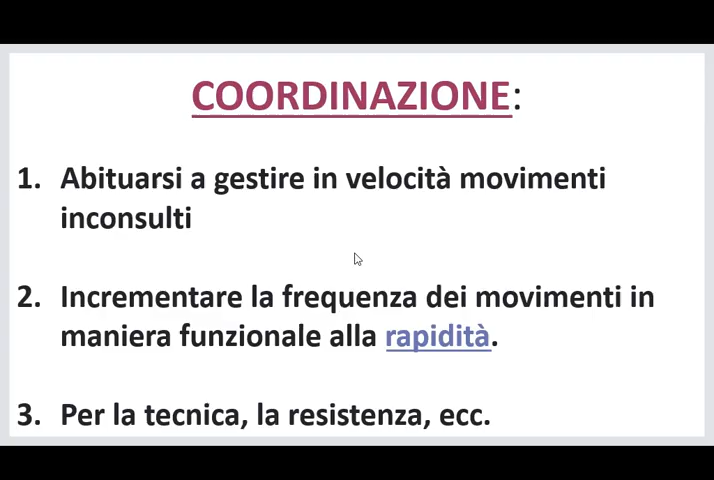 COORDINAZIONE:
1. Abituarsi a gestire in velocità movimenti
inconsulti
2. Incrementare la frequenza dei movimenti in
maniera funzionale alla rapidità.
3. Per la tecnica, la resistenza, ecc.